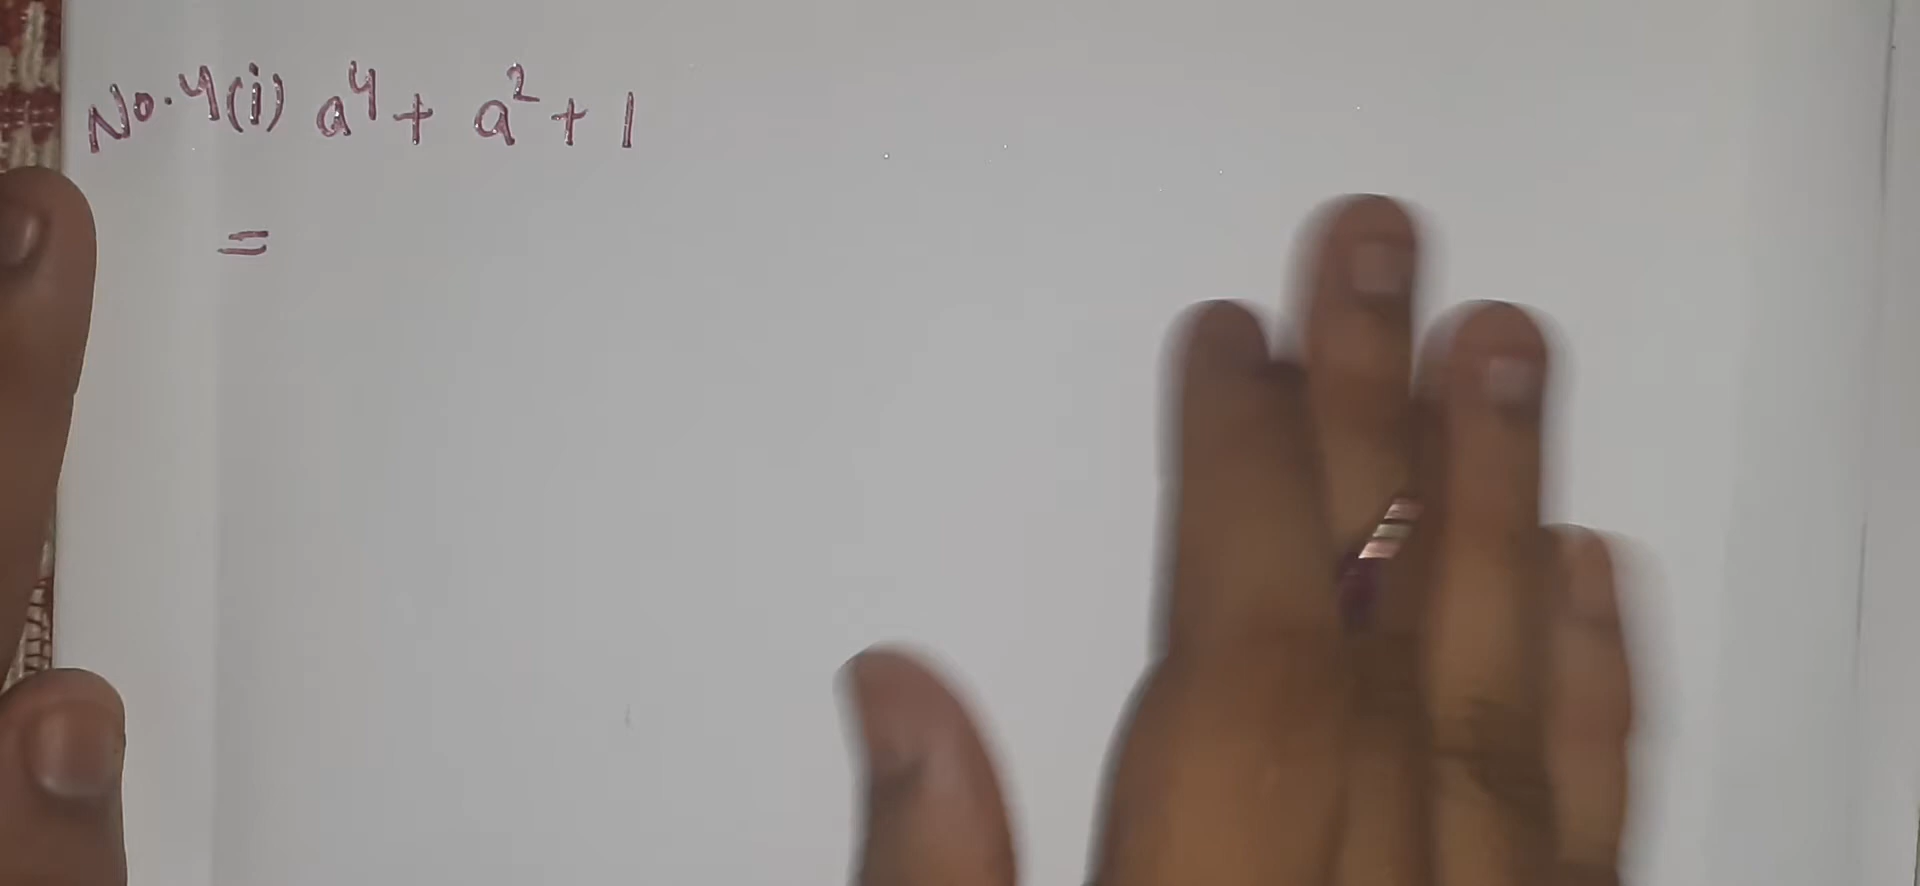 No.4(i) a⁴ + a² + 1
=